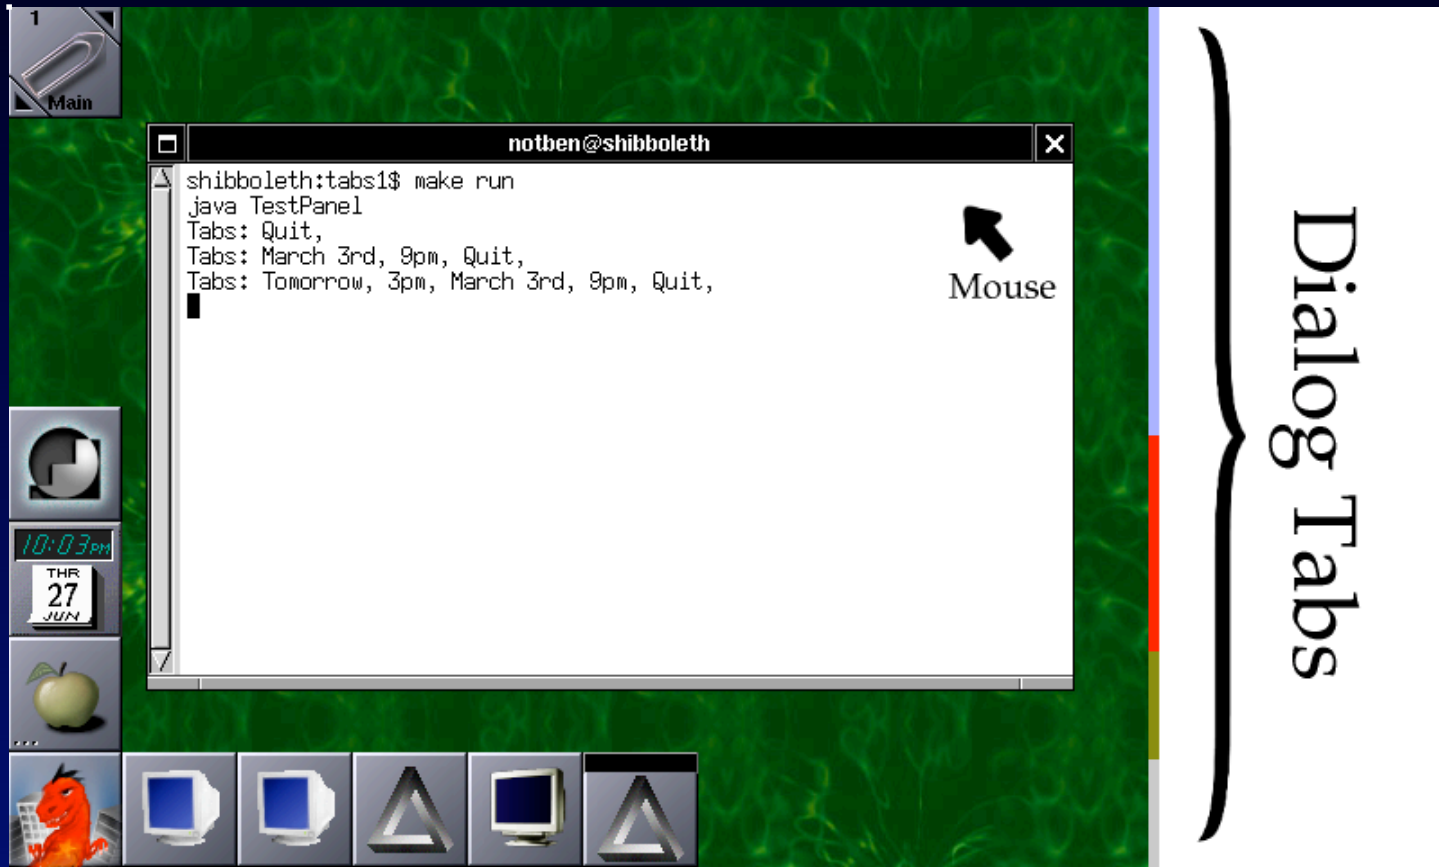 1
Main
notben@shibboleth
shibboleth:tabs1$ make run
java TestPanel
Tabs: Quit,
Tabs: March 3rd, 9pm, Quit,
Tabs: Tomorrow, 3pm, March 3rd, 9pm, Quit,
Mouse
Dialog Tabs
10:03PM
THR
27
JUN